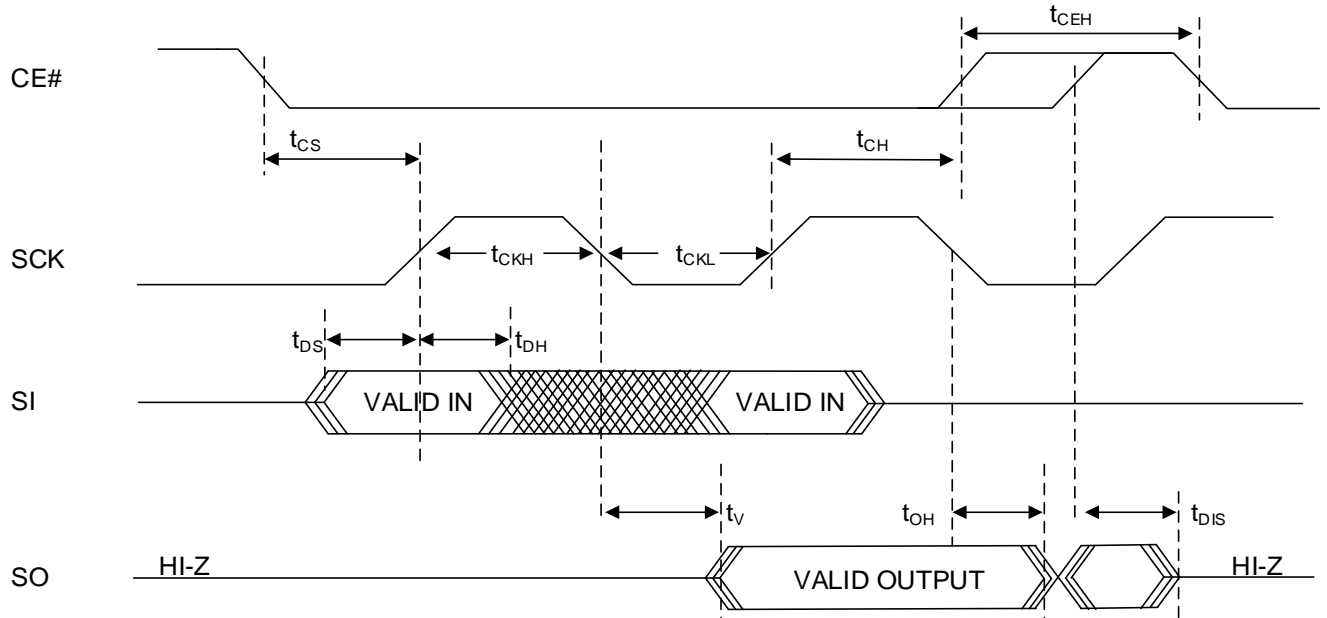 tCEH
CE#
tCS
tCH
SCK
tCKH
tCKL
tDS
tDH
SI
VALID IN
VALID IN
tV
tOH
tDIS
SO
HI-Z
VALID OUTPUT
HI-Z